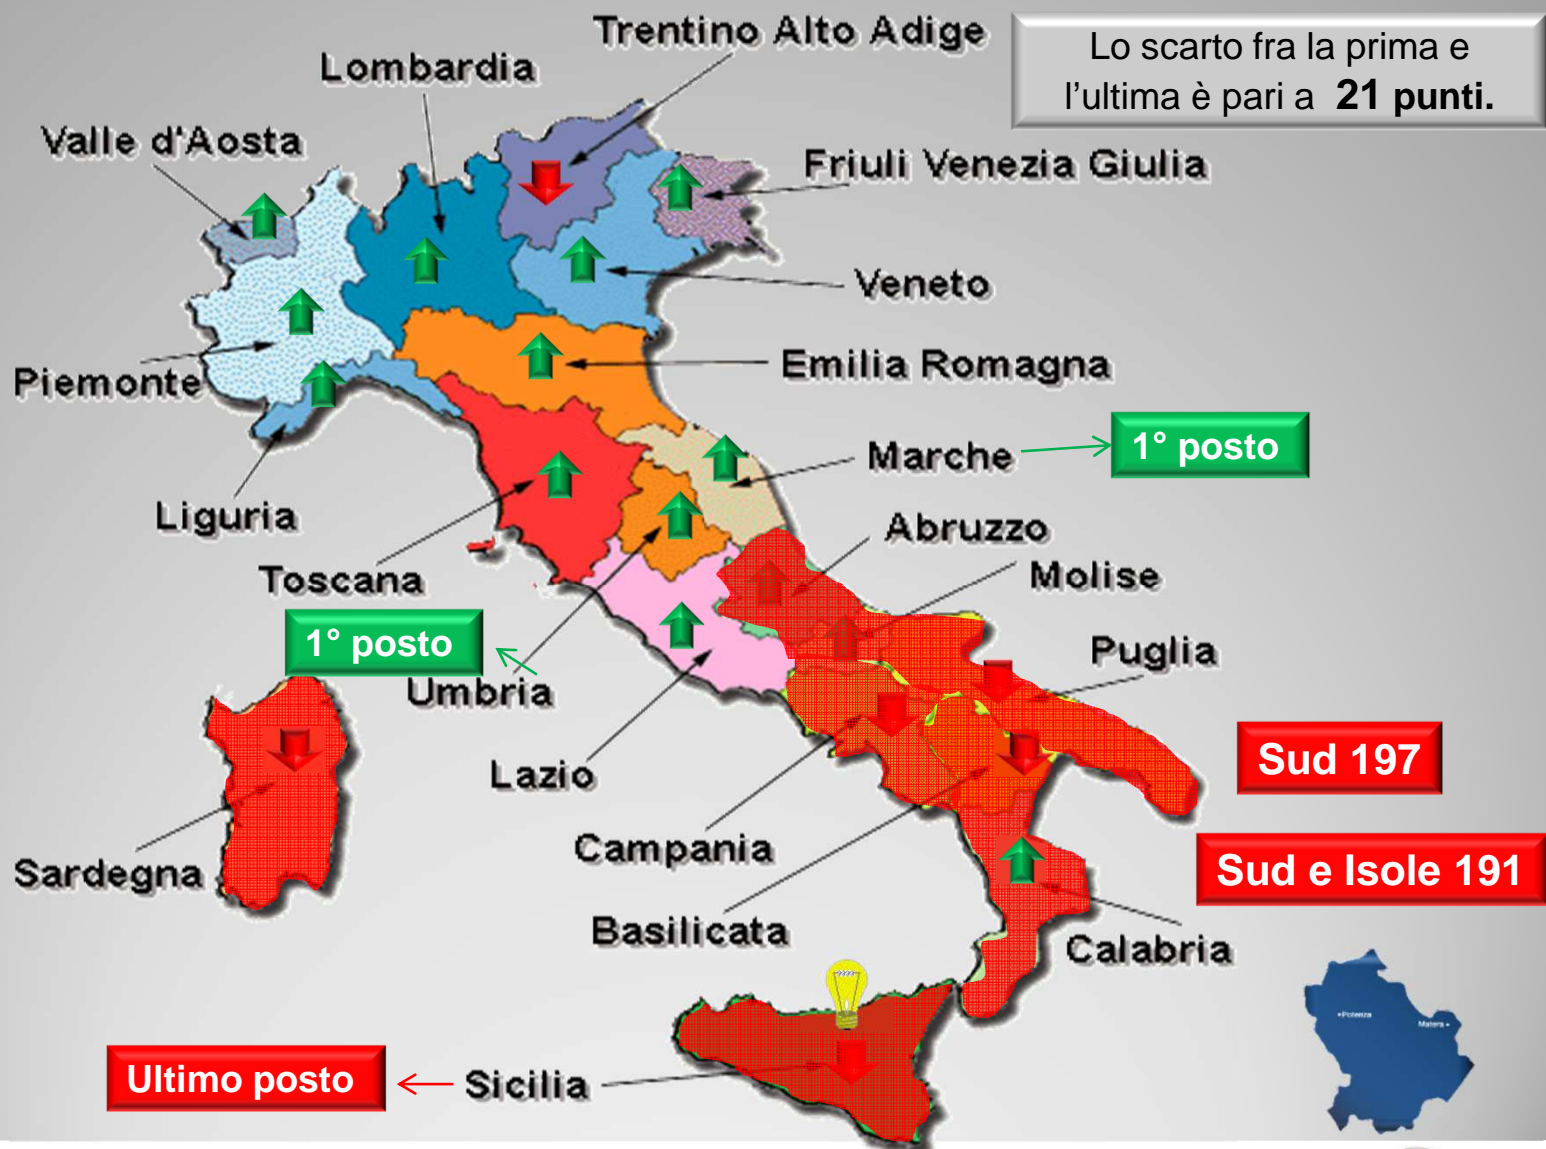 Trentino Alto Adige
Lo scarto fra la prima e
l'ultima è pari a 21 punti.
Lombardia
Valle d'Aosta
Friuli Venezia Giulia
Veneto
Piemonte
Emilia Romagna
Marche
1° posto
Liguria
Abruzzo
Toscana
Molise
1° posto
Umbria
Puglia
Lazio
Sud 197
Campania
Sardegna
Sud e Isole 191
Basilicata
Calabria
•Potenza
Matera •
Ultimo posto
Sicilia